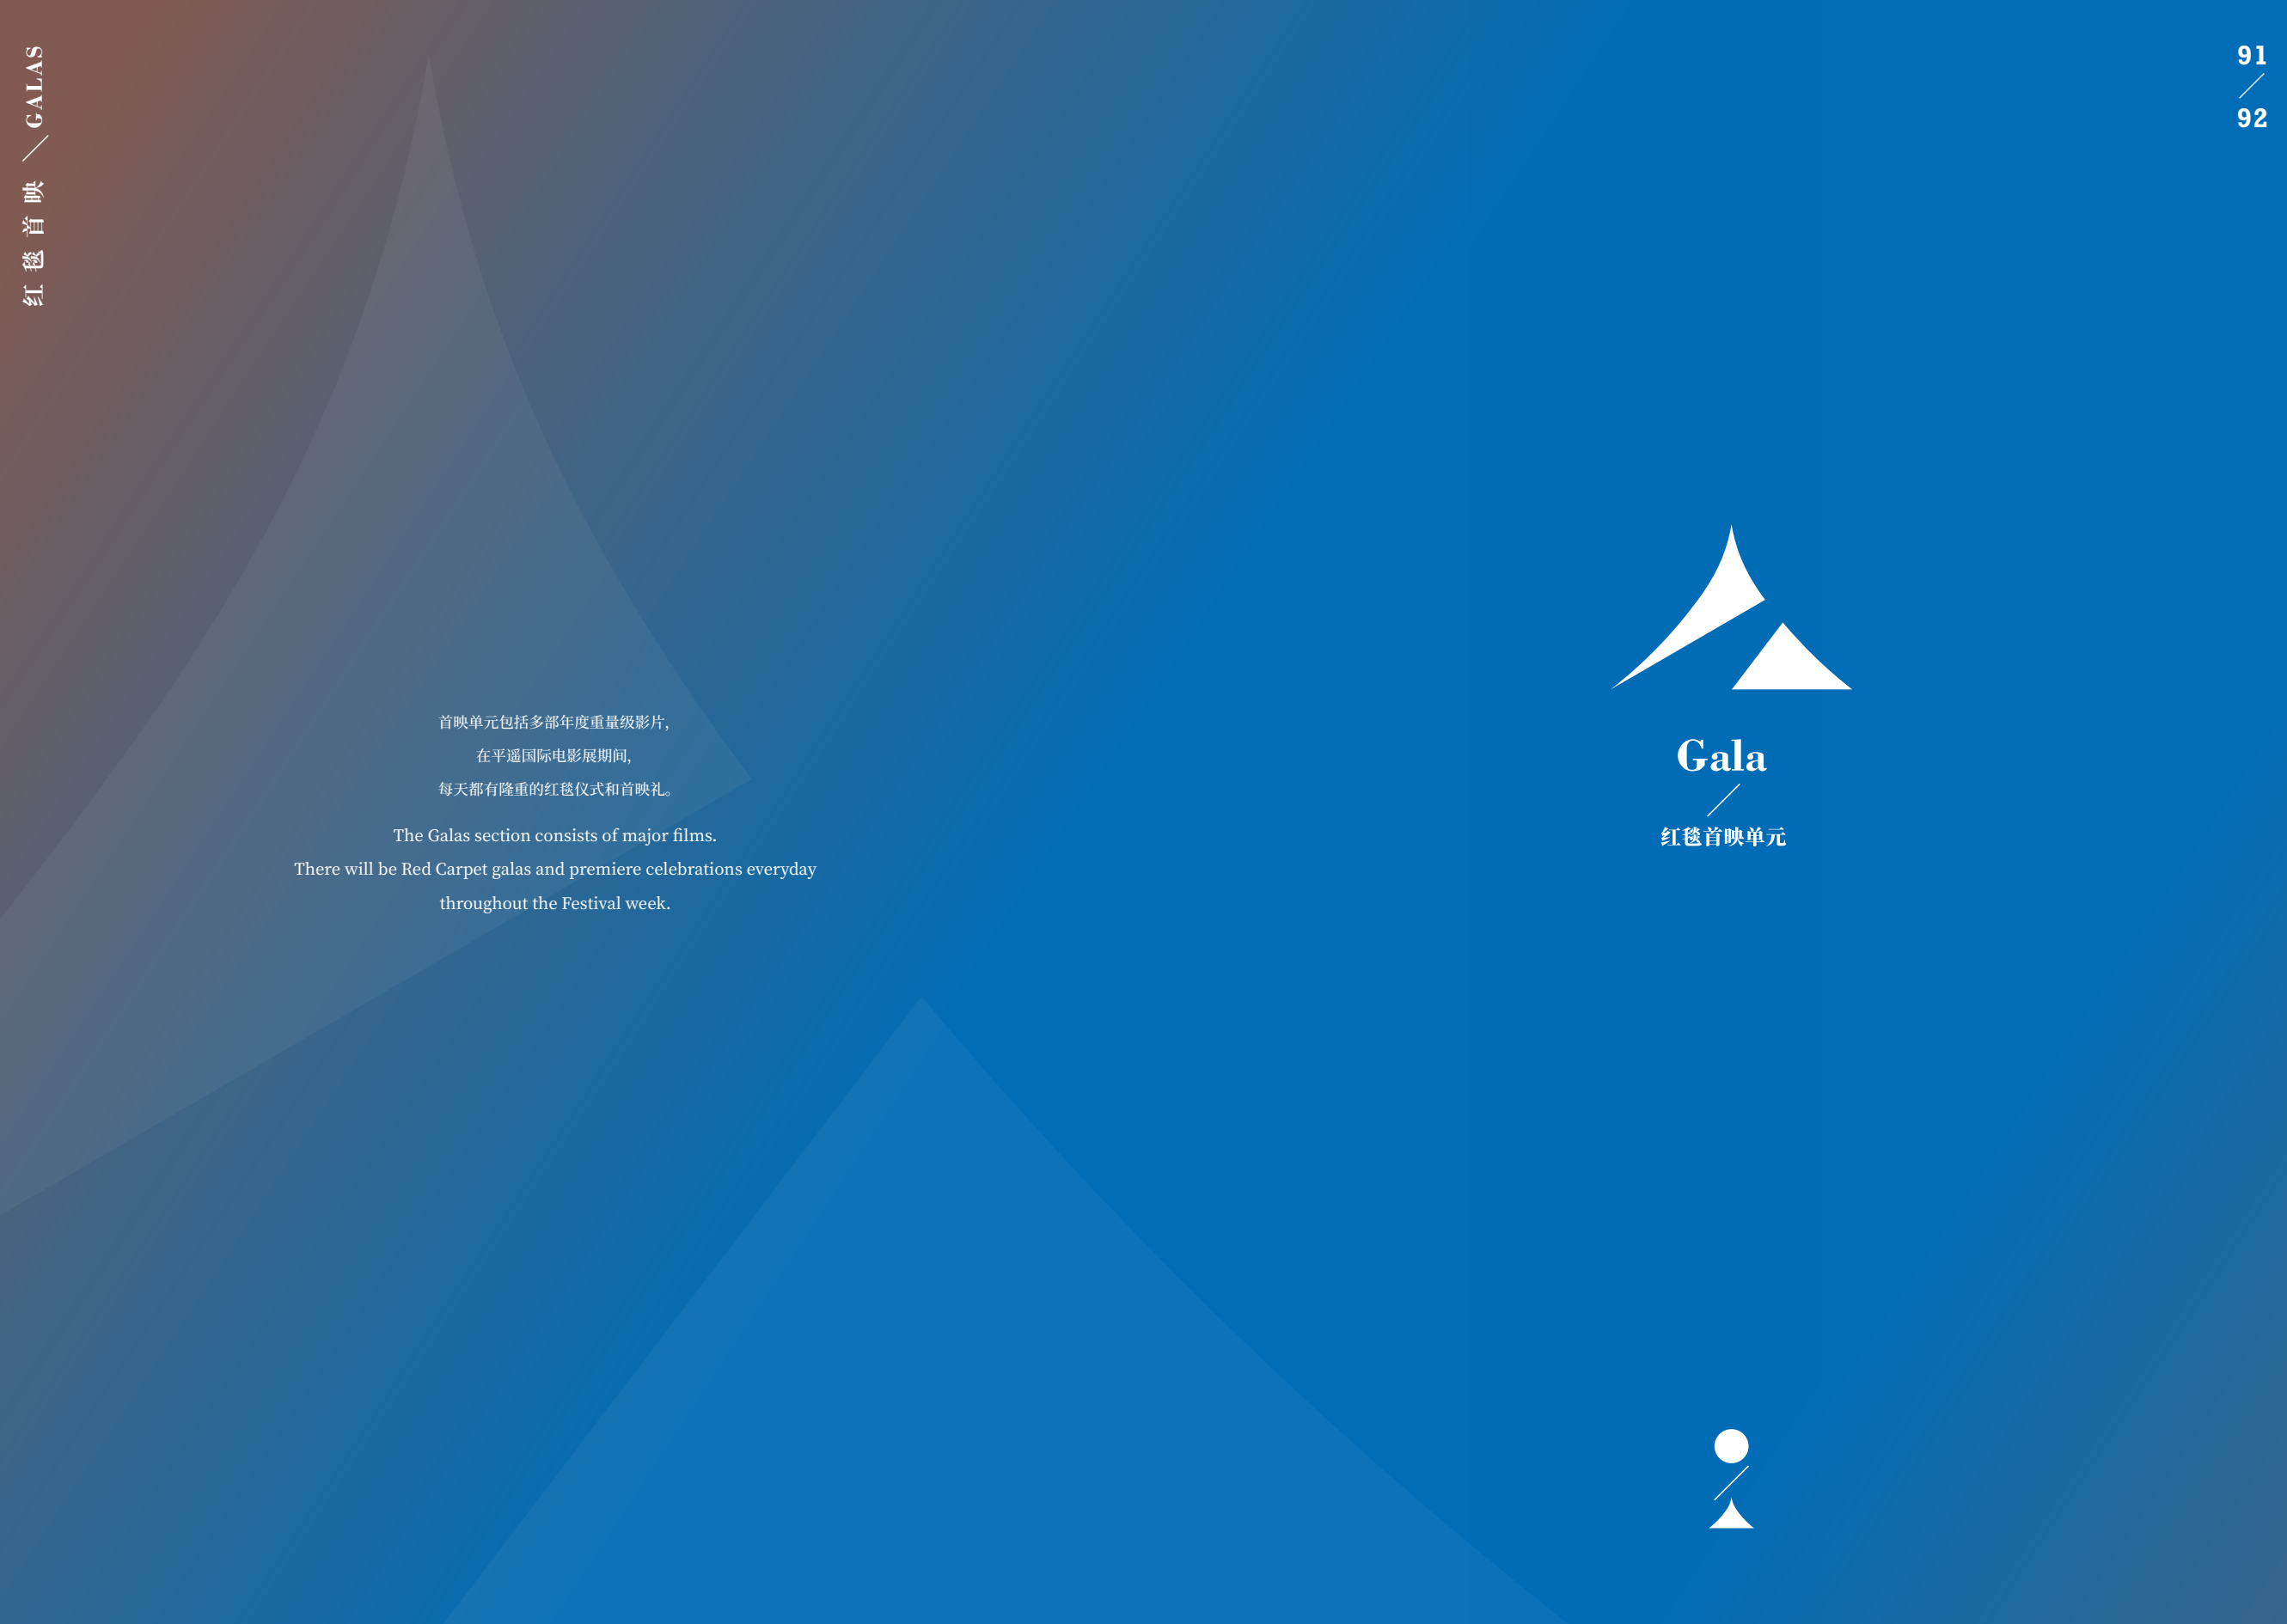 红毯首映／GALAS
91
／
92
首映单元包括多部年度重量级影片，
在平遥国际电影展期间，
每天都有隆重的红毯仪式和首映礼。
The Galas section consists of major films.
There will be Red Carpet galas and premiere celebrations everyday
throughout the Festival week.
Gala
／
红毯首映单元